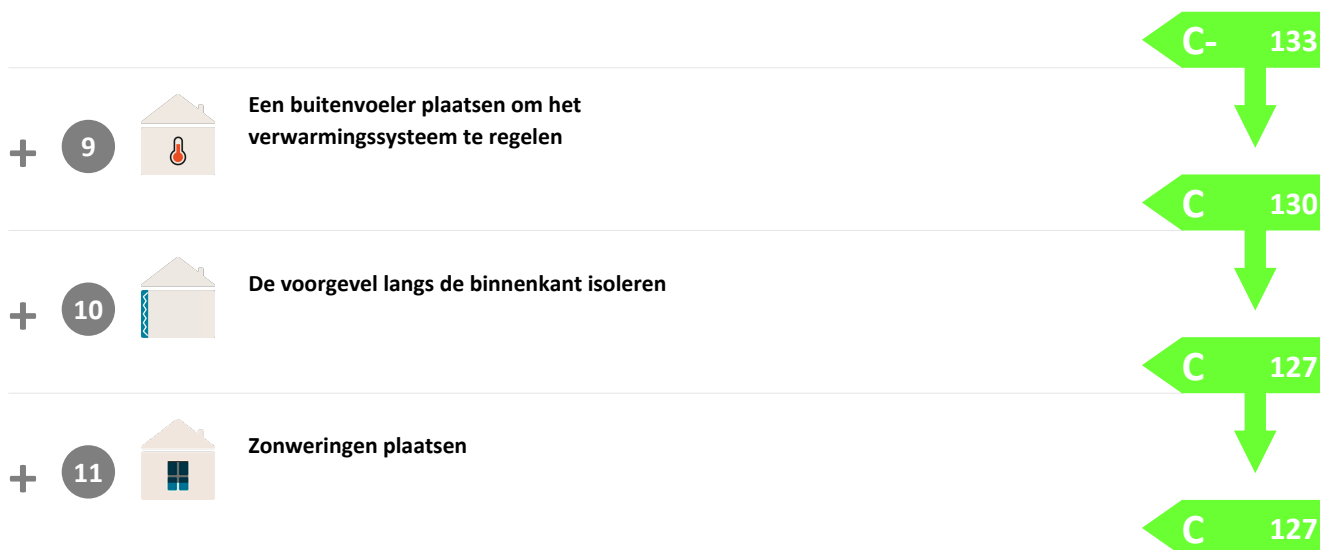 C- 133
+ 9 Een buitenvoeler plaatsen om het
verwarmingssysteem te regelen
C 130
+ 10 De voorgevel langs de binnenkant isoleren
C 127
+ 11 Zonweringen plaatsen
C 127